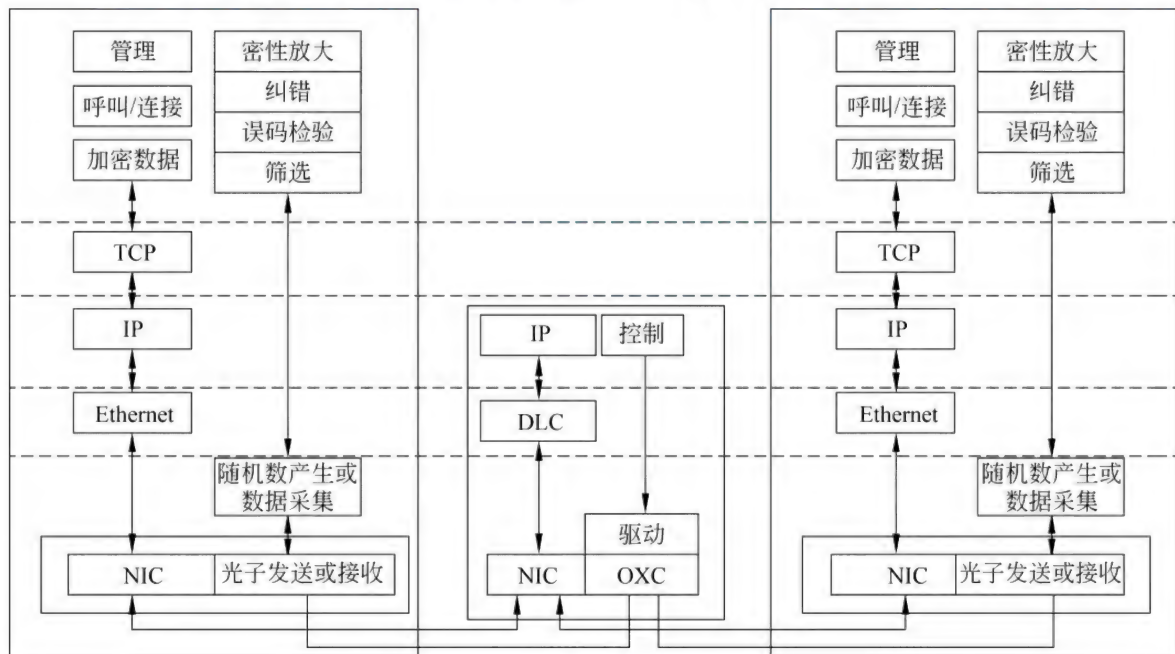 管理
呼叫/连接
加密数据
密性放大
纠错
误码检验
筛选
TCP
IP
Ethernet
随机数产生或
数据采集
NIC
光子发送或接收
IP
控制
DLC
驱动
NIC
OXC
管理
呼叫/连接
加密数据
密性放大
纠错
误码检验
筛选
TCP
IP
Ethernet
随机数产生或
数据采集
NIC
光子发送或接收